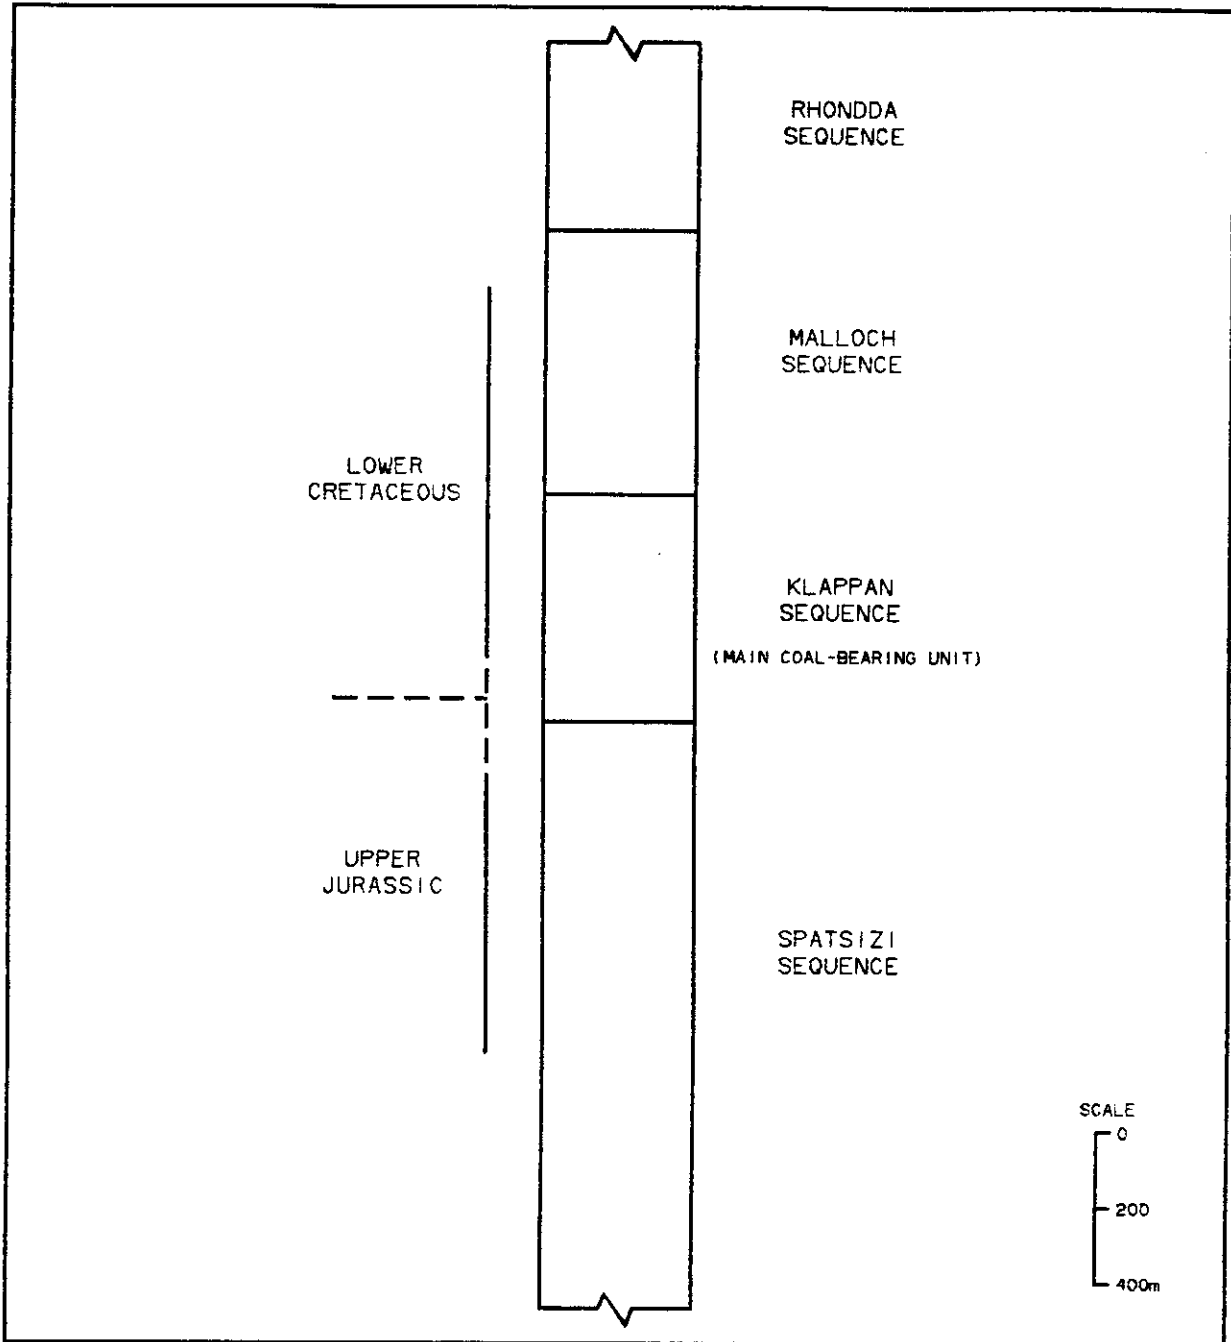 RHONDDA
SEQUENCE
MALLOCH
SEQUENCE
LOWER
CRETACEOUS
KLAPPAN
SEQUENCE
(MAIN COAL-BEARING UNIT)
UPPER
JURASSIC
SPATSIZI
SEQUENCE
SCALE
0
200
400m